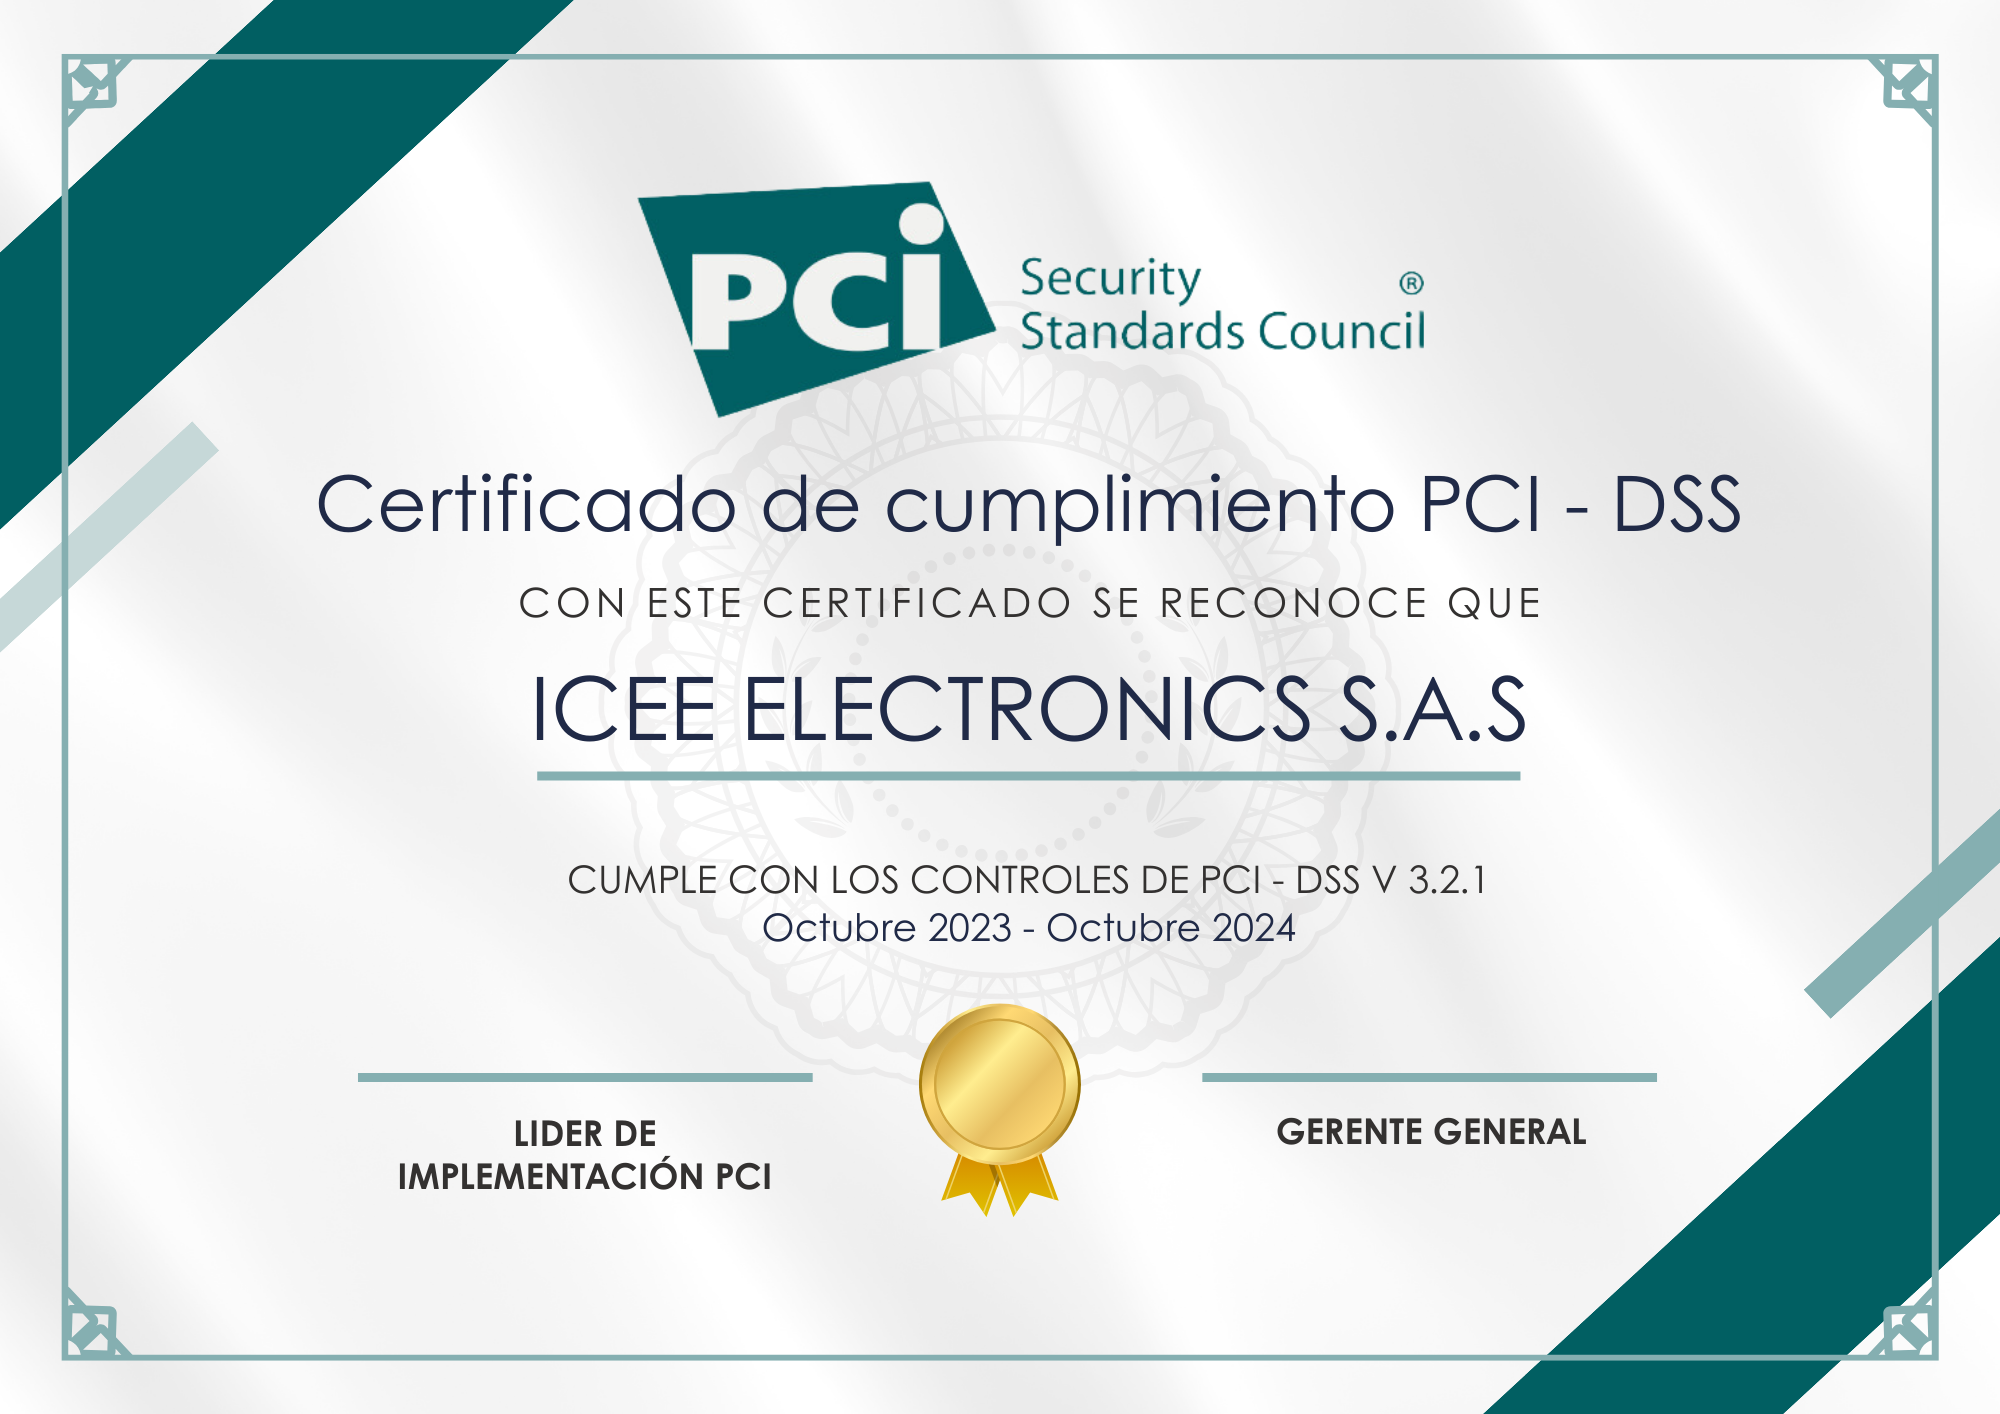 PCi Security
Standards Council ®
Certificado de cumplimiento PCI - DSS
CON ESTE CERTIFICADO SE RECONOCE QUE
ICEE ELECTRONICS S.A.S
CUMPLE CON LOS CONTROLES DE PCI - DSS V 3.2.1
Octubre 2023 - Octubre 2024
LIDER DE
IMPLEMENTACIÓN PCI
GERENTE GENERAL